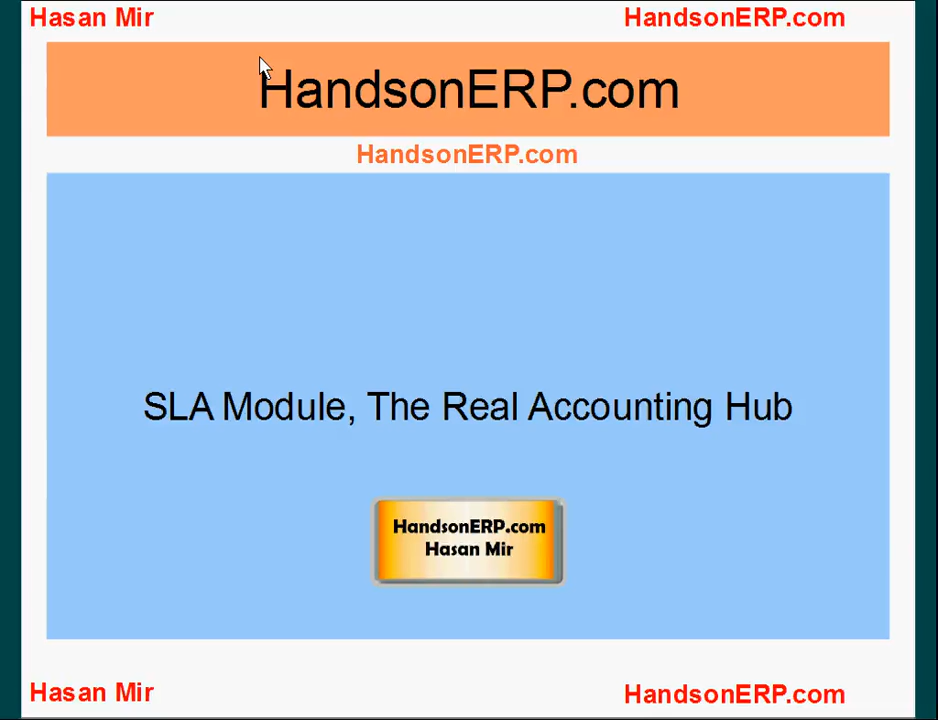 Hasan Mir
HandsonERP.com
HandsonERP.com
HandsonERP.com
SLA Module, The Real Accounting Hub
HandsonERP.com
Hasan Mir
Hasan Mir
HandsonERP.com